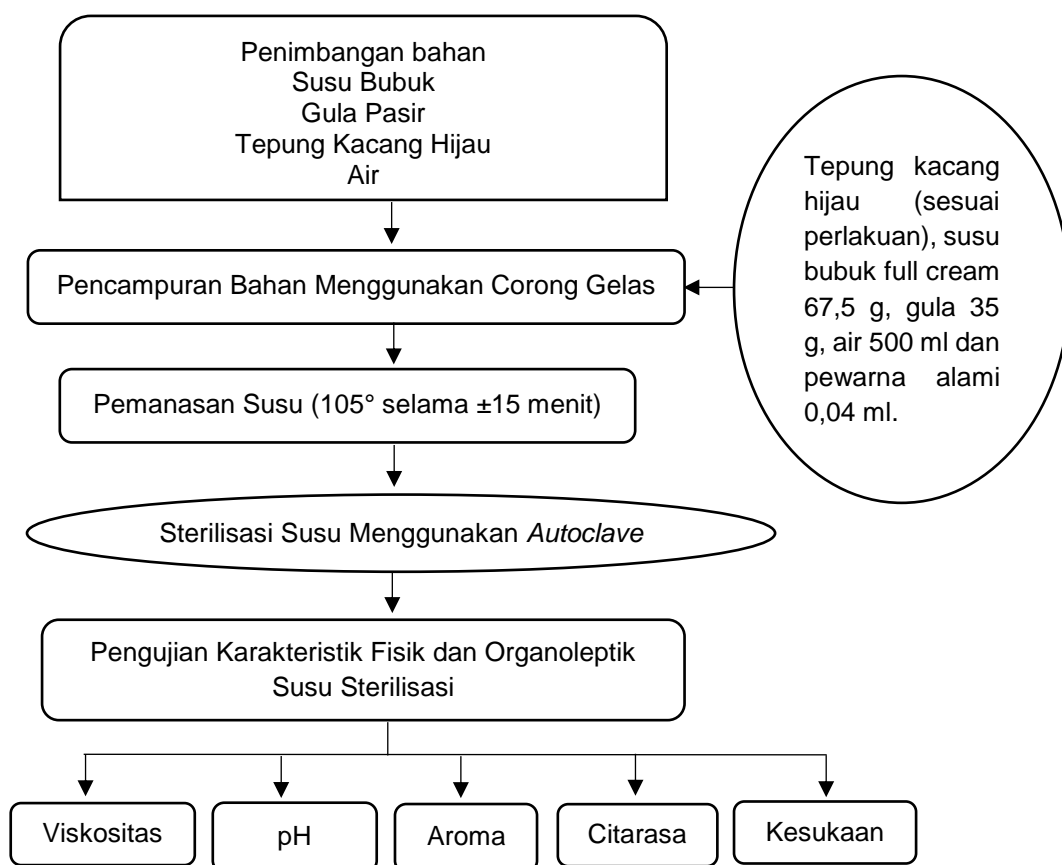 Penimbangan bahan
Susu Bubuk
Gula Pasir
Tepung Kacang Hijau
Air
Tepung kacang
hijau (sesuai
perlakuan), susu
bubuk full cream
67,5 g, gula 35
g, air 500 ml dan
pewarna alami
0,04 ml.
Pencampuran Bahan Menggunakan Corong Gelas
Pemanasan Susu (105° selama ±15 menit)
Sterilisasi Susu Menggunakan Autoclave
Pengujian Karakteristik Fisik dan Organoleptik
Susu Sterilisasi
Viskositas
pH
Aroma
Citarasa
Kesukaan